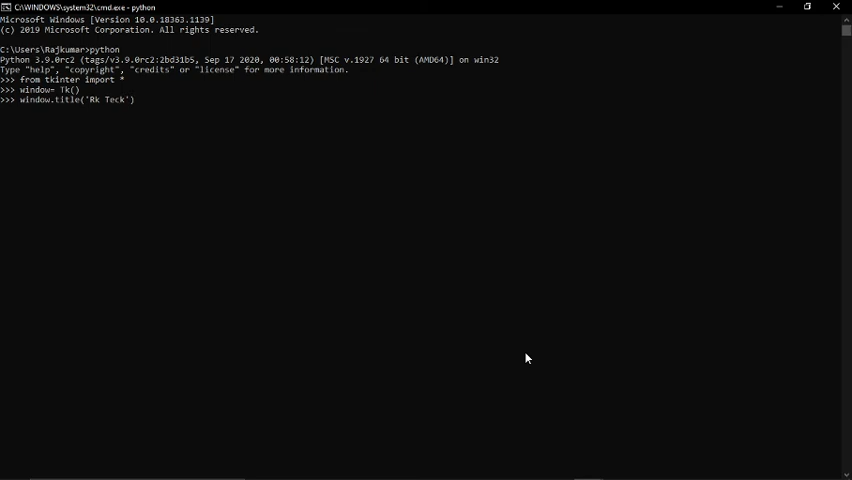 C:\WINDOWS\system32\cmd.exe - python
Microsoft Windows [Version 10.0.18363.1139]
(c) 2019 Microsoft Corporation. All rights reserved.
C:\Users\Rajkumar>python
Python 3.9.0rc2 (tags/v3.9.0rc2:2bd31b5, Sep 17 2020, 00:58:12) [MSC v.1927 64 bit (AMD64)] on win32
Type "help", "copyright", "credits" or "license" for more information.
>>> from tkinter import *
>>> window= Tk()
>>> window.title('Rk Teck')